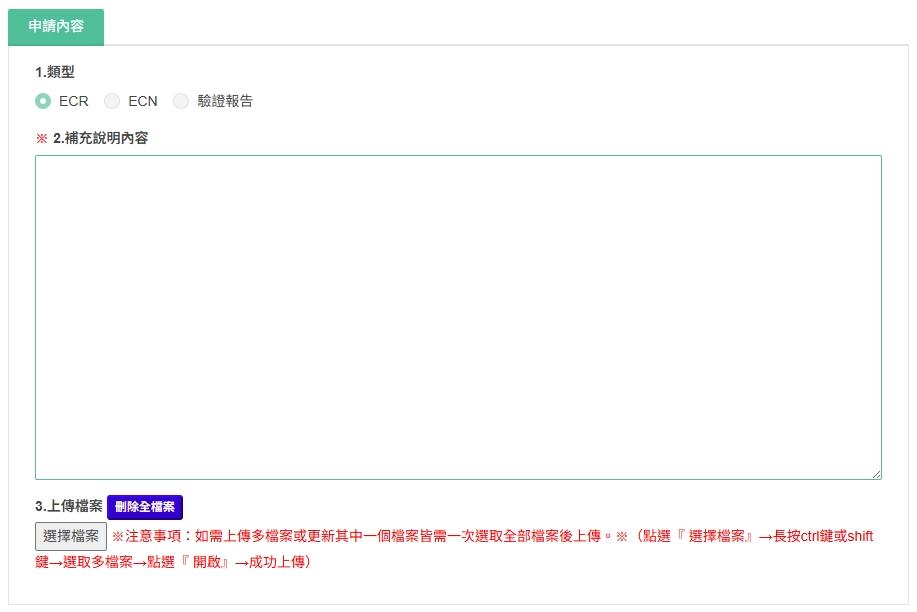 申請內容
1.類型
ECR ECN 驗證報告
※ 2.補充說明內容
3.上傳檔案 刪除全檔案
選擇檔案 ※注意事項：如需上傳多檔案或更新其中一個檔案皆需一次選取全部檔案後上傳。※（點選『 選擇檔案』→長按ctrl鍵或shift
鍵→選取多檔案→點選『 開啟』→成功上傳）